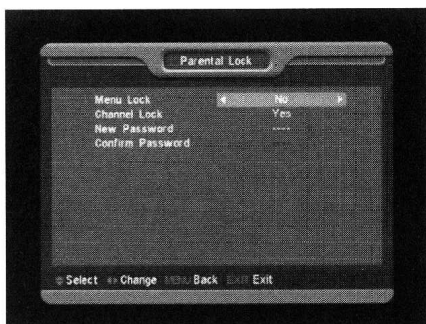 Parental Lock
Menu Lock No
Channel Lock Yes
New Password ----
Confirm Password ----
Select Change MENU Back EXIT Exit